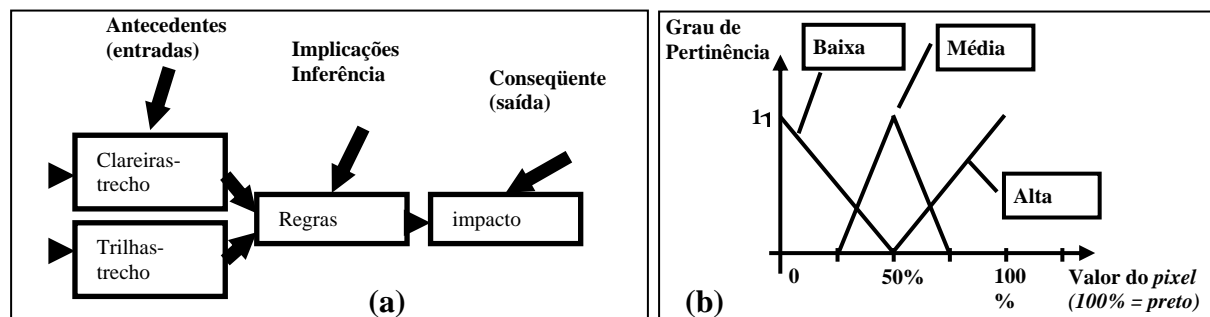 Antecedentes
(entradas)
Implicações
Inferência
Conseqüente
(saída)
Clareiras-
trecho
Trilhas-
trecho
Regras
impacto
(a)
Grau de
Pertinência
Baixa
Média
Alta
1
0
50%
100
%
Valor do pixel
(100% = preto)
(b)